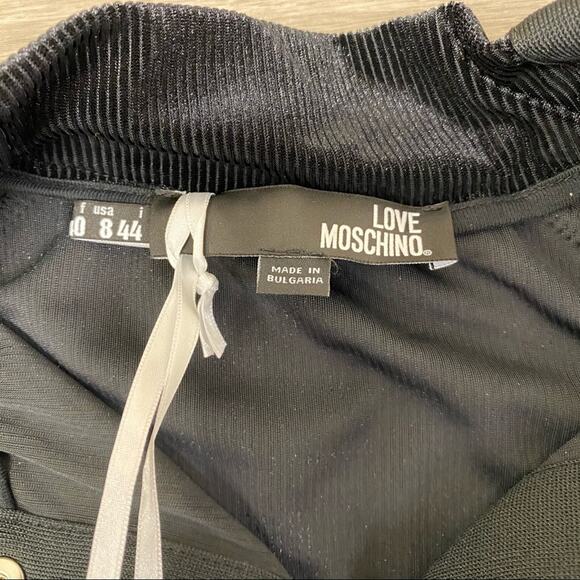 f usa i
0 8 44
LOVE
MOSCHINO®
MADE IN
BULGARIA